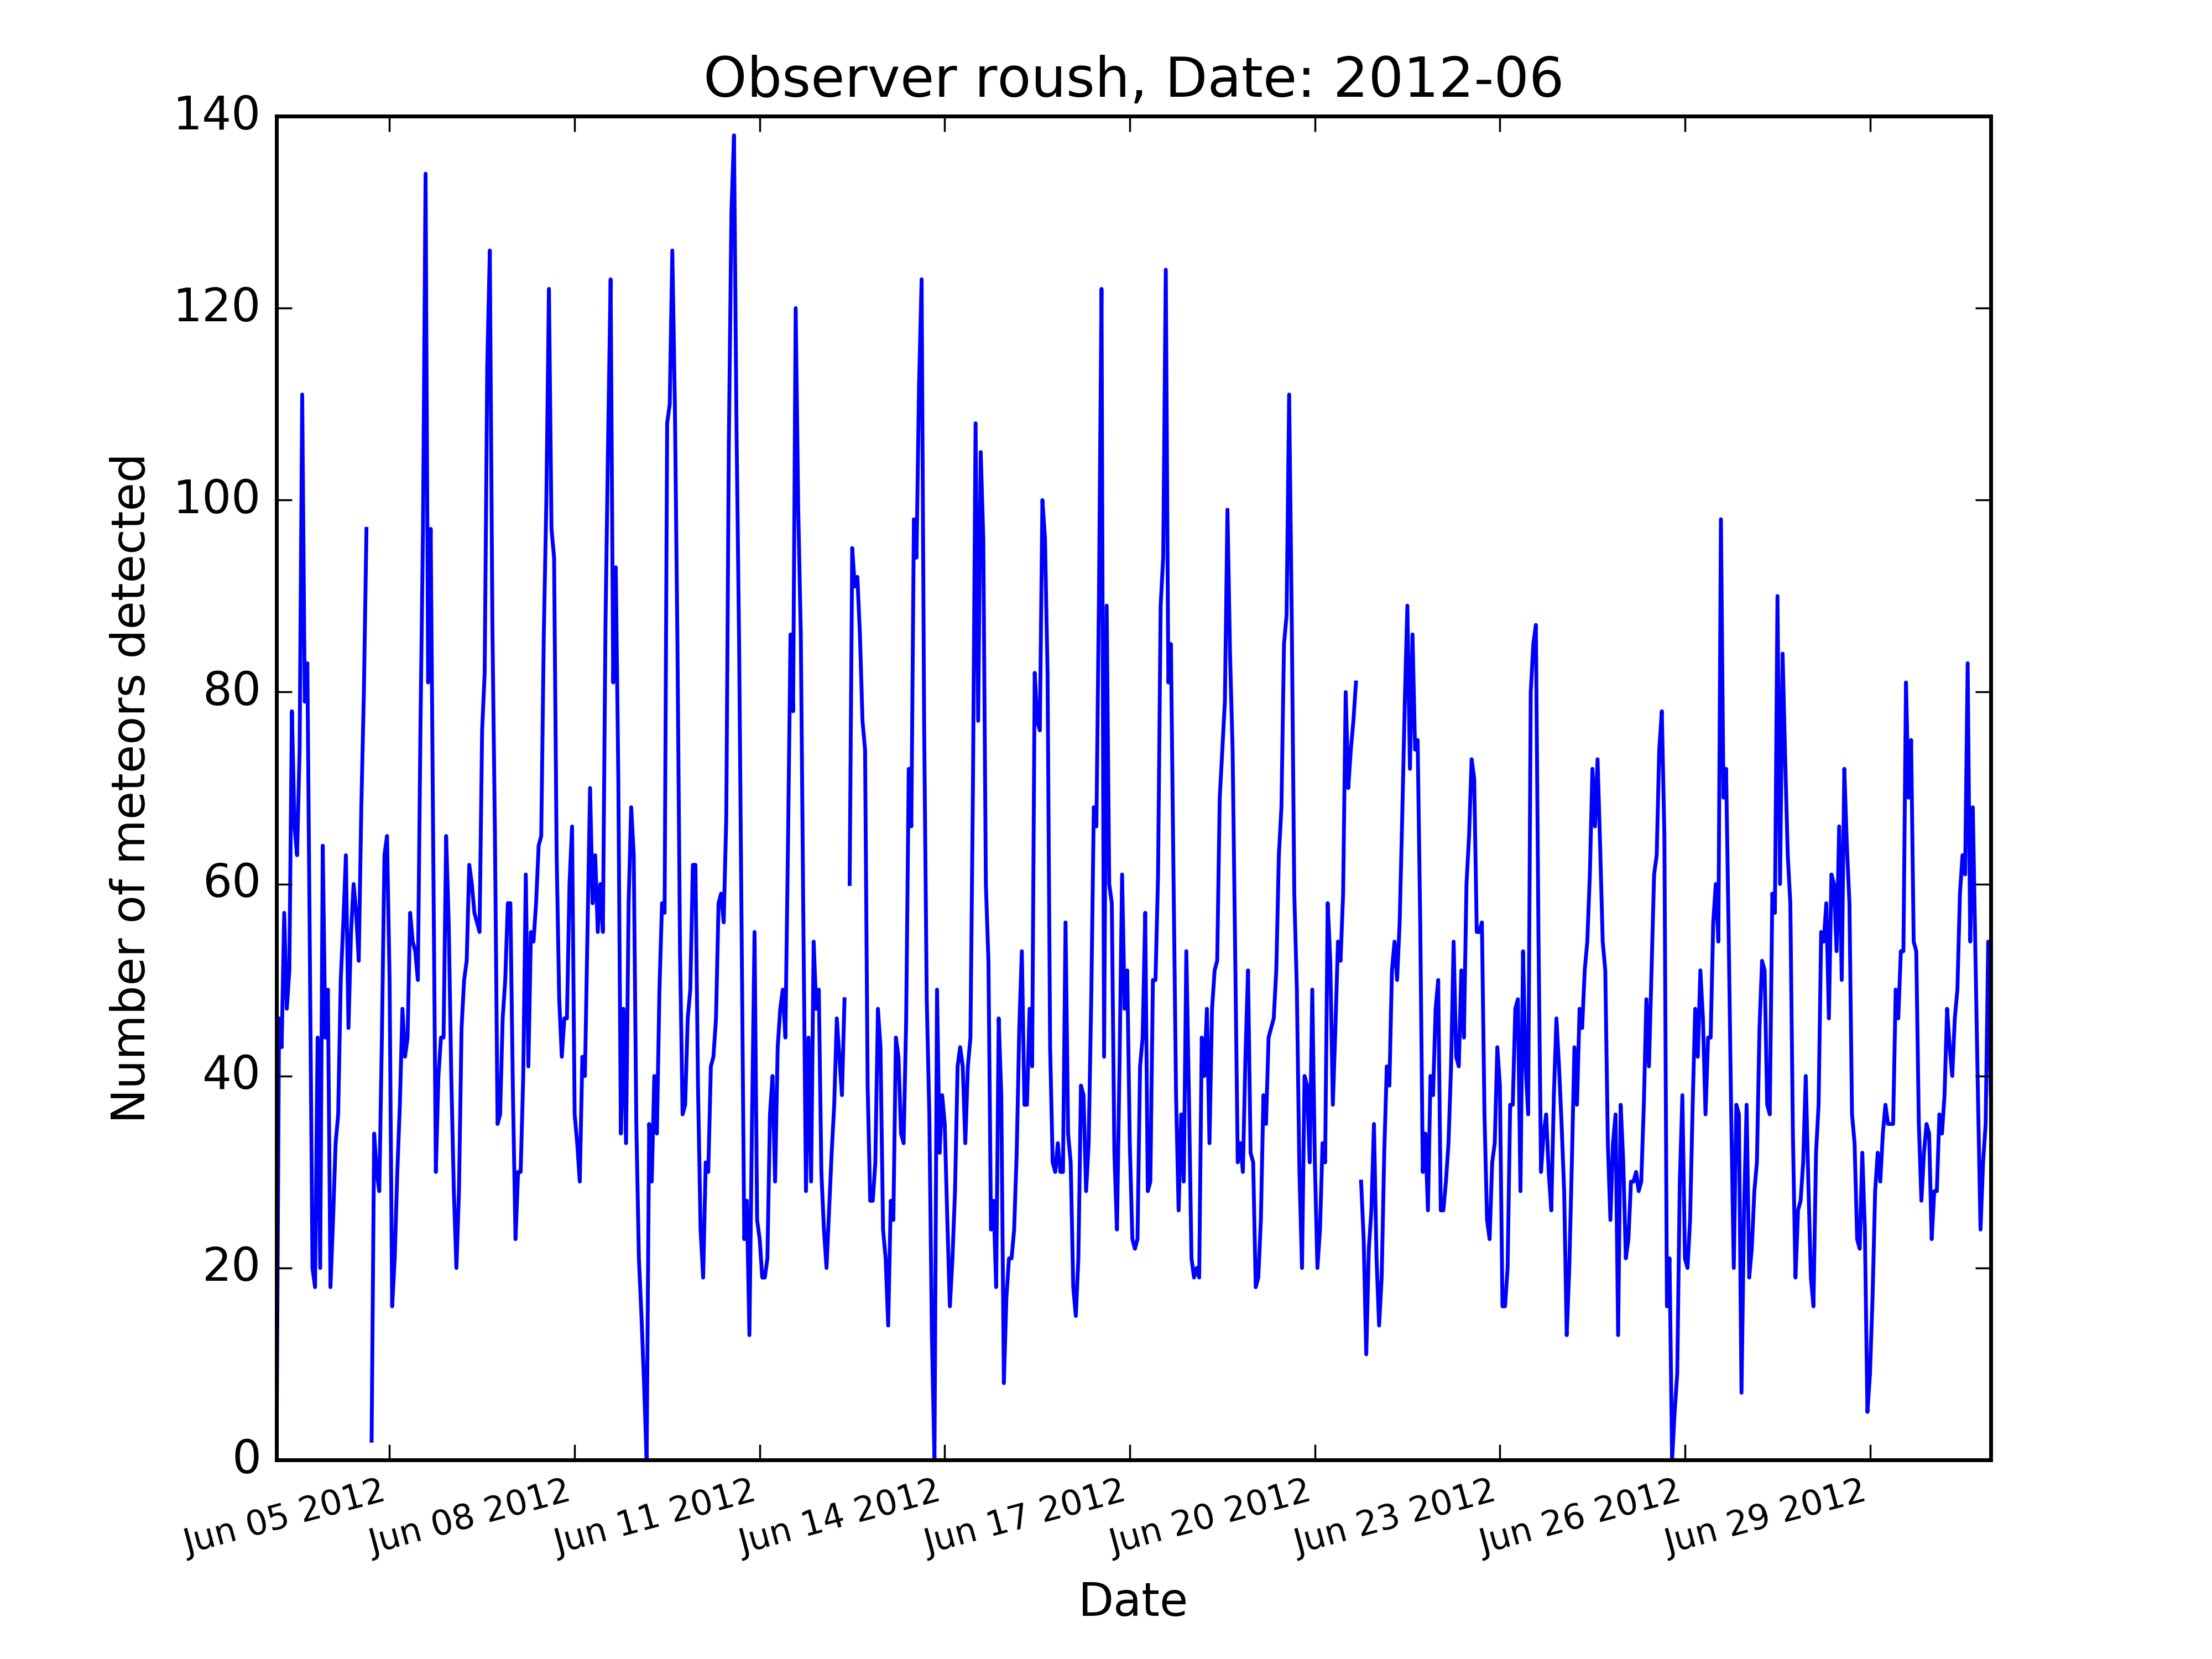 Observer roush, Date: 2012-06
140
120
100
80
60
40
20
0
Number of meteors detected
Jun 05 2012
Jun 08 2012
Jun 11 2012
Jun 14 2012
Jun 17 2012
Jun 20 2012
Jun 23 2012
Jun 26 2012
Jun 29 2012
Date